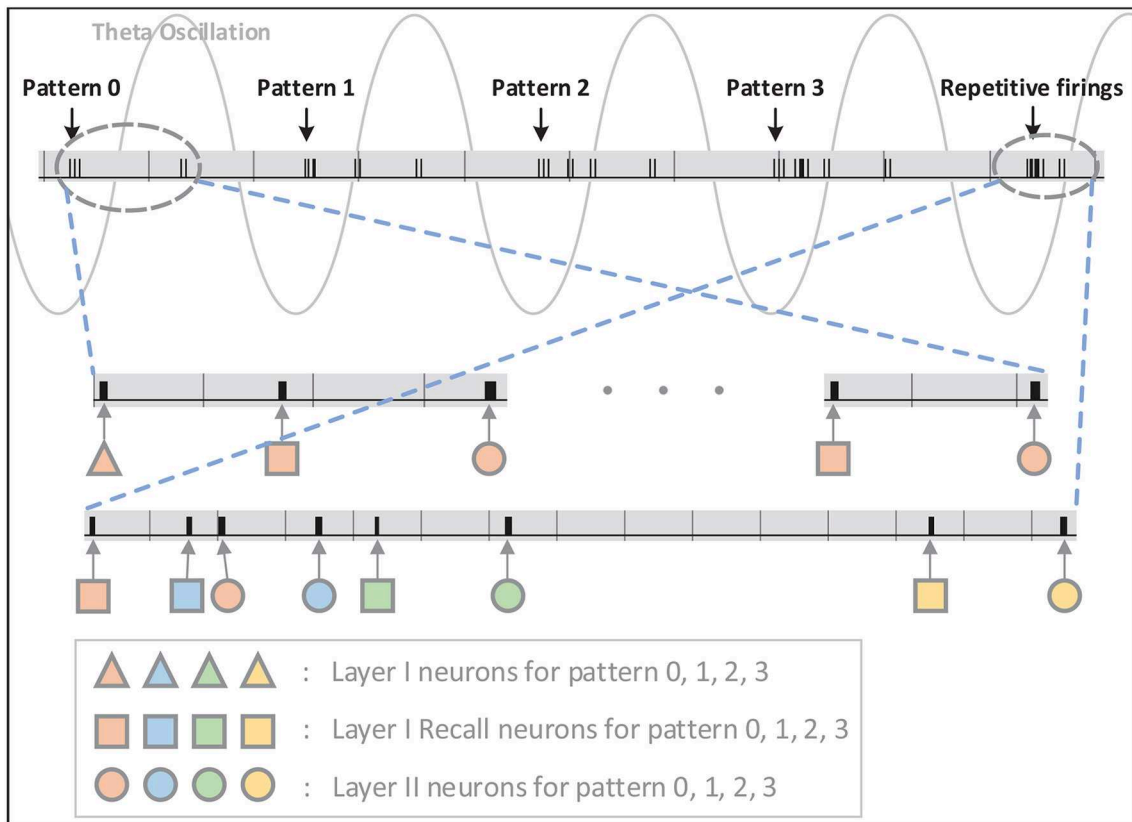 Theta Oscillation
Pattern 0
Pattern 1
Pattern 2
Pattern 3
Repetitive firings
: Layer I neurons for pattern 0, 1, 2, 3
: Layer I Recall neurons for pattern 0, 1, 2, 3
: Layer II neurons for pattern 0, 1, 2, 3